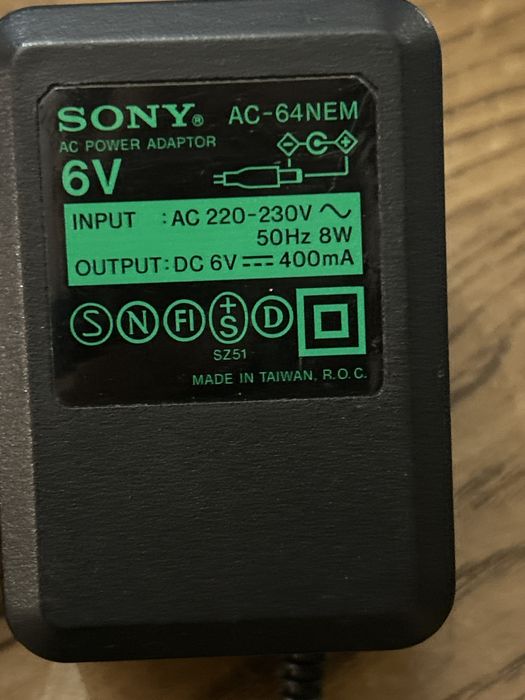 SONY® AC-64NEM
AC POWER ADAPTOR
6V
INPUT :AC 220-230V ~
50Hz 8W
OUTPUT:DC 6V ⎓ 400mA
S N FI +S D
SZ51
MADE IN TAIWAN. R.O.C.